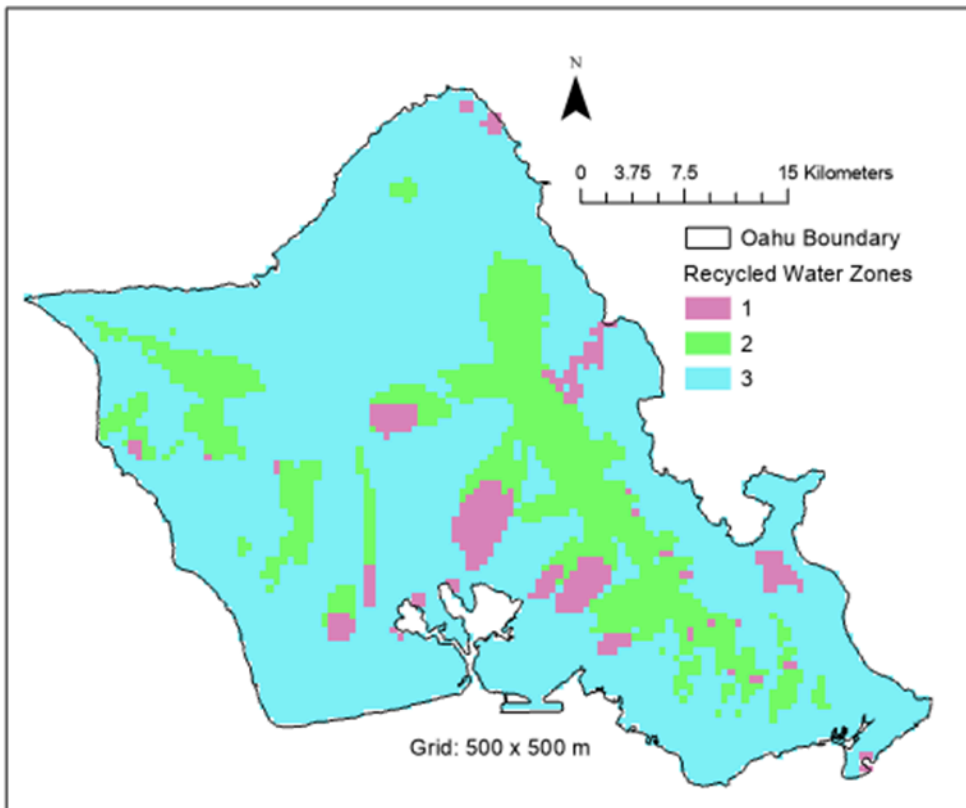 N
0 3.75 7.5 15 Kilometers
Oahu Boundary
Recycled Water Zones
1
2
3
Grid: 500 x 500 m